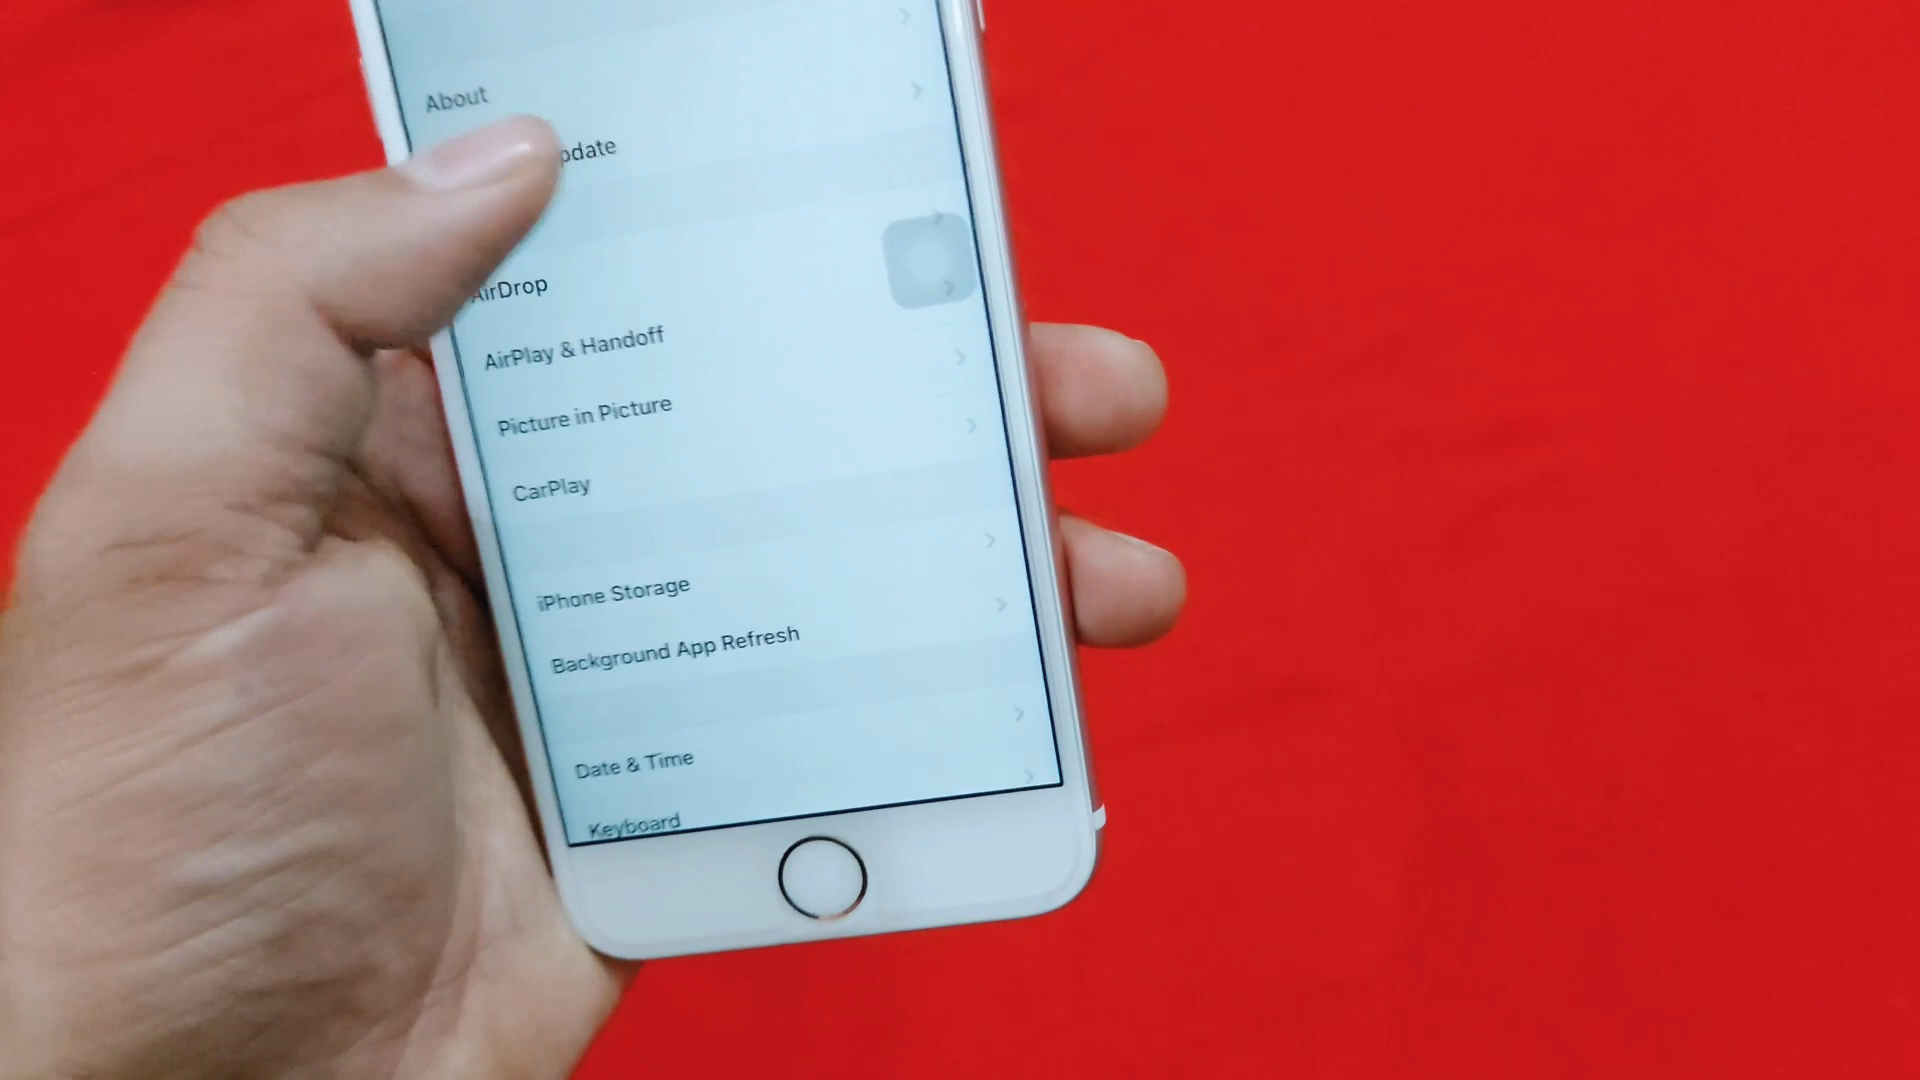 About
pdate
AirDrop
AirPlay & Handoff
Picture in Picture
CarPlay
iPhone Storage
Background App Refresh
Date & Time
Keyboard